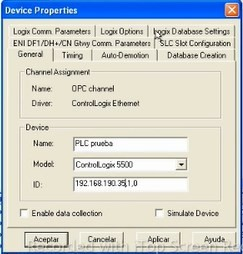 Device Properties
Logix Comm. Parameters
Logix Options
Logix Database Settings
ENI DF1/DH+/CN Gtwy Comm. Parameters
SLC Slot Configuration
General
Timing
Auto-Demotion
Database Creation
Channel Assignment
Name:
OPC channel
Driver:
ControlLogix Ethernet
Device
Name:
PLC prueba
Model:
ControlLogix 5500
ID:
192.168.190.35,1,0
Enable data collection
Simulate Device
Aceptar
Cancelar
Aplicar
Ayuda